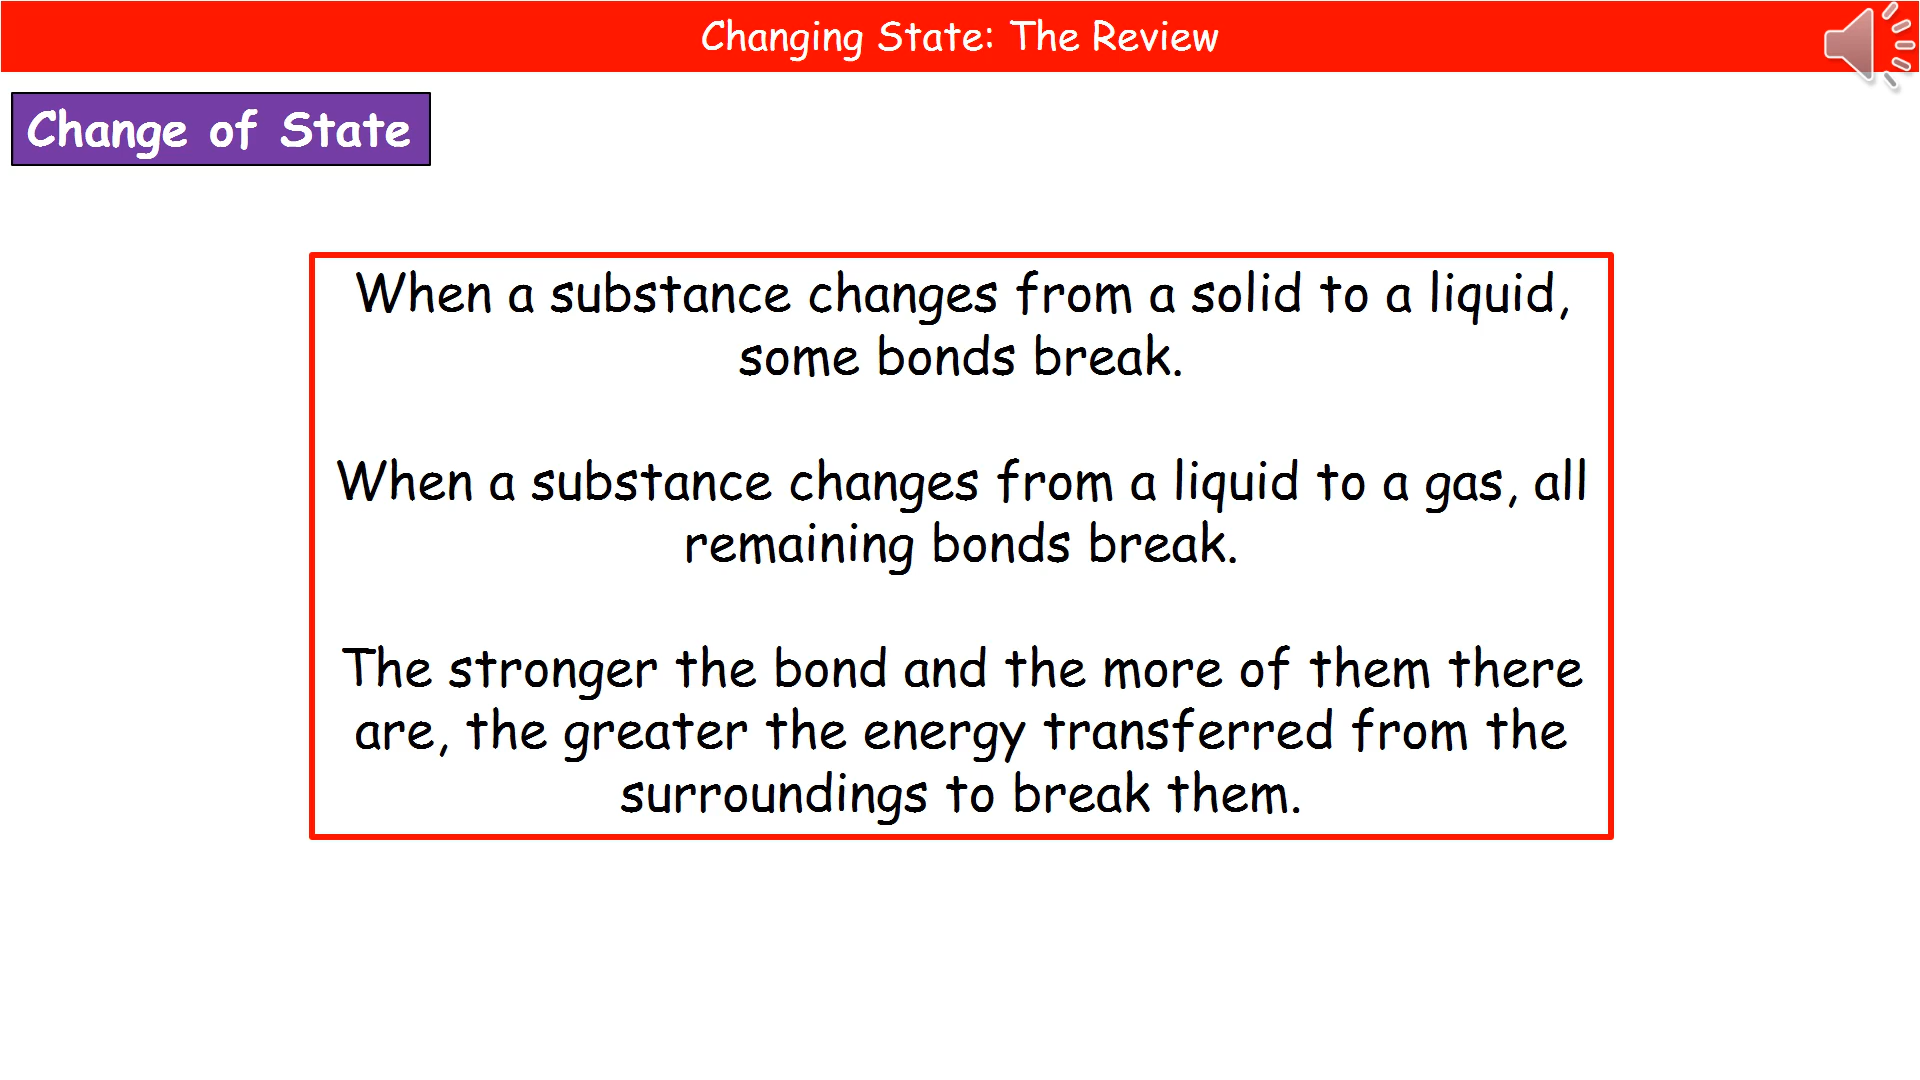 Changing State: The Review
Change of State
When a substance changes from a solid to a liquid,
some bonds break.
When a substance changes from a liquid to a gas, all
remaining bonds break.
The stronger the bond and the more of them there
are, the greater the energy transferred from the
surroundings to break them.